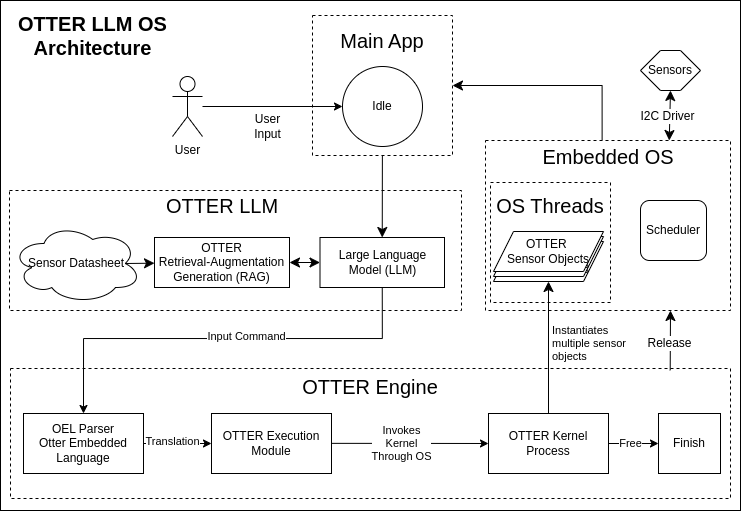 OTTER LLM OS
Architecture
Main App
Idle
User
User
Input
Sensors
I2C Driver
Embedded OS
OS Threads
OTTER
Sensor Objects
Scheduler
OTTER LLM
Sensor Datasheet
OTTER
Retrieval-Augmentation
Generation (RAG)
Large Language
Model (LLM)
Input Command
Instantiates
multiple sensor
objects
Release
OTTER Engine
OEL Parser
Otter Embedded
Language
Translation
OTTER Execution
Module
Invokes
Kernel
Through OS
OTTER Kernel
Process
Free
Finish